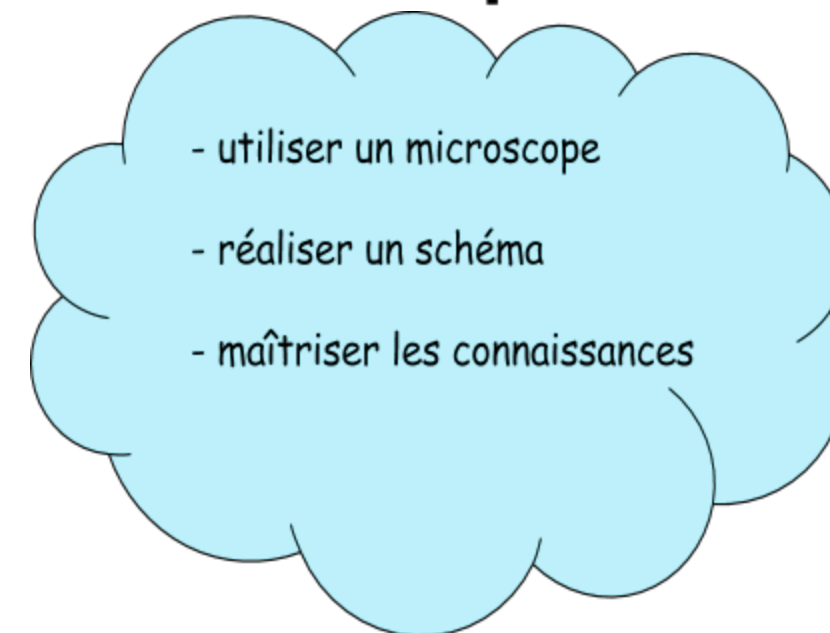 - utiliser un microscope
- réaliser un schéma
- maîtriser les connaissances